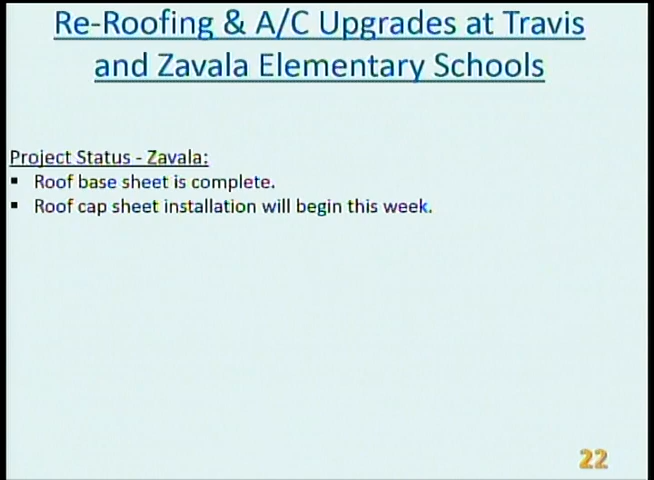 Re-Roofing & A/C Upgrades at Travis
and Zavala Elementary Schools
Project Status - Zavala:
▪ Roof base sheet is complete.
▪ Roof cap sheet installation will begin this week.
22